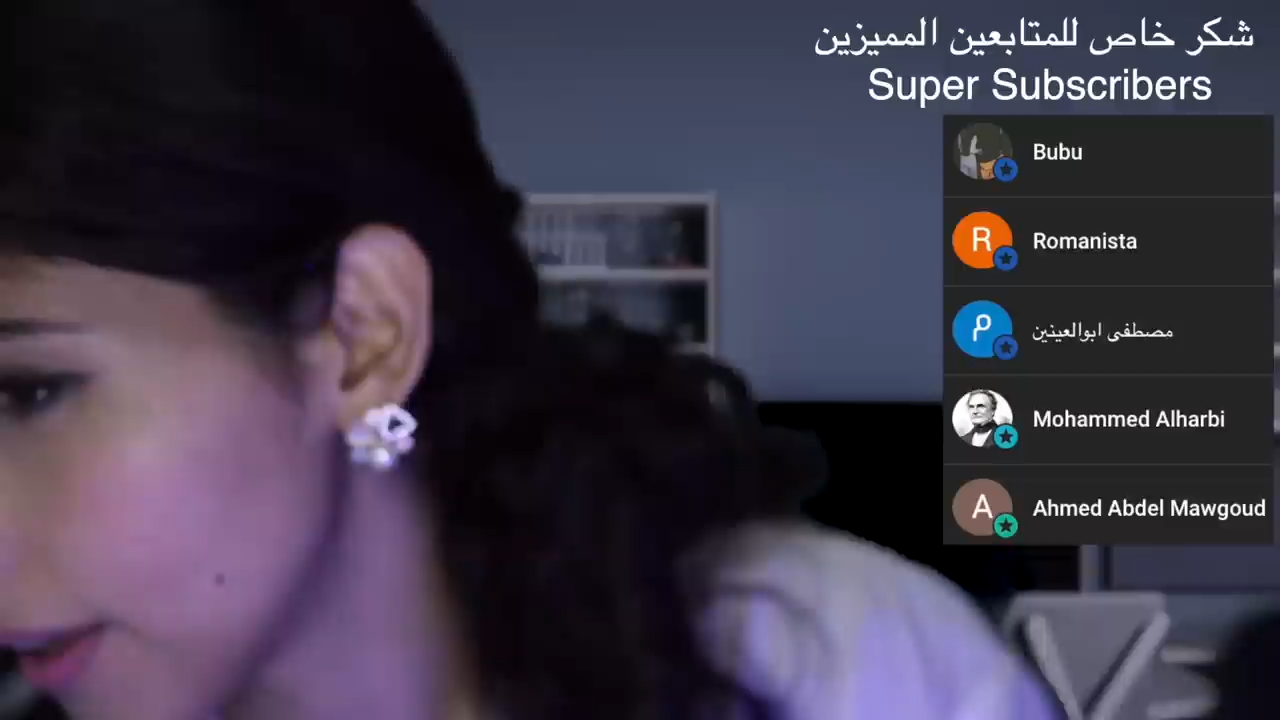 شكر خاص للمتابعين المميزين
Super Subscribers
Bubu
R
Romanista
م
مصطفى ابوالعينين
Mohammed Alharbi
A
Ahmed Abdel Mawgoud